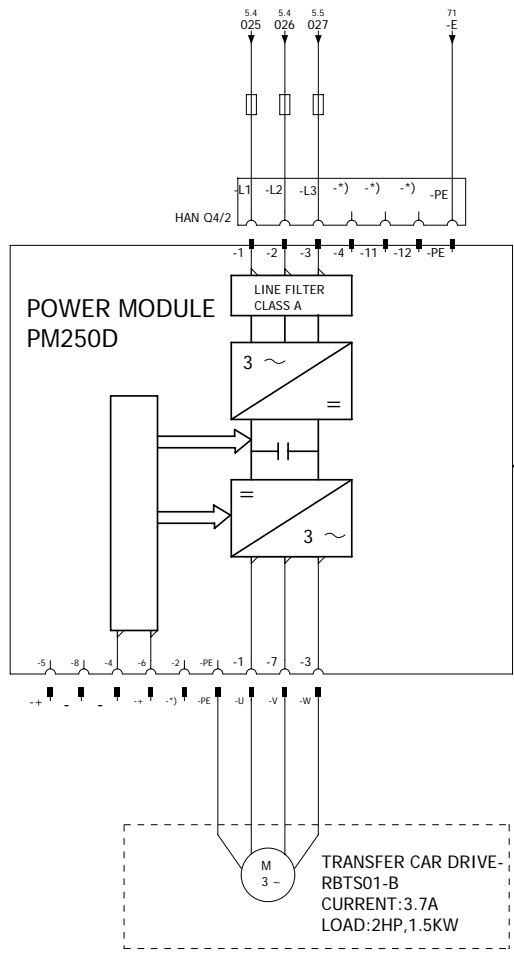 5.4 5.4 5.5 71
025 026 027 -E
-L1 -L2 -L3 -*) -*) -*) -PE
HAN Q4/2
-1 -2 -3 -4 -11 -12 -PE
LINE FILTER
CLASS A
POWER MODULE
PM250D
3 ~
=
=
3 ~
-5 -8 -4 -6 -2 -PE -1 -7 -3
-+ - - -+ -*) -PE -U -V -W
M
3 ~
TRANSFER CAR DRIVE-
RBTS01-B
CURRENT:3.7A
LOAD:2HP,1.5KW